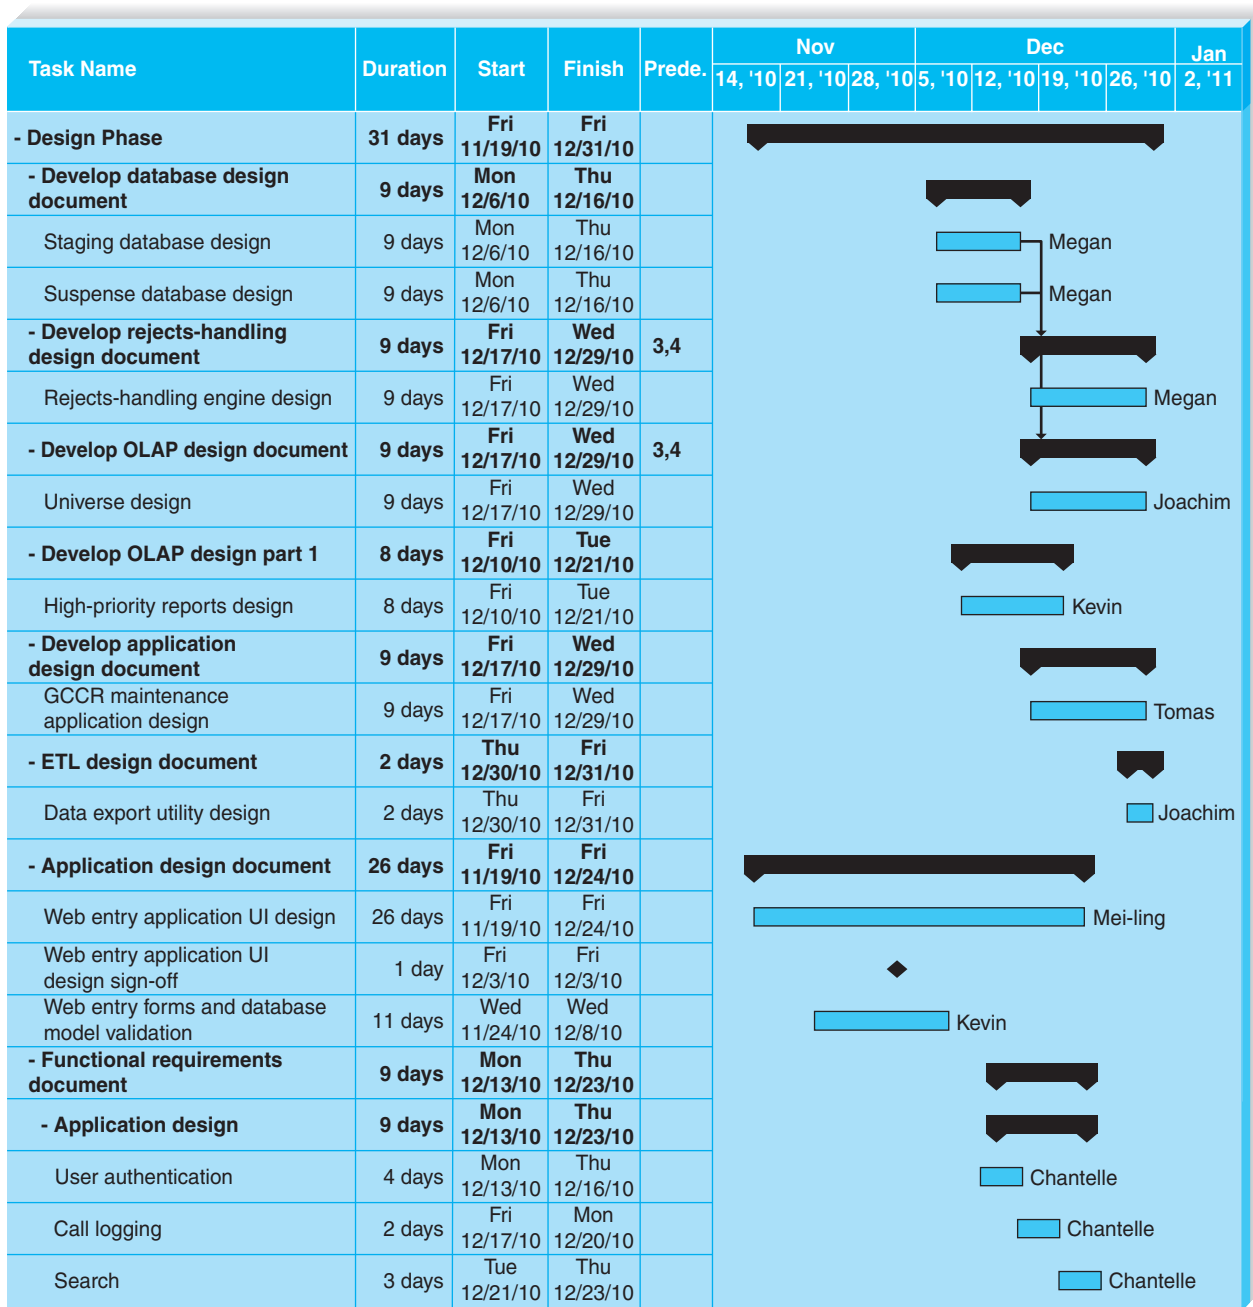 Task Name Duration Start Finish Prede. Nov Dec Jan
14, '10 21, '10 28, '10 5, '10 12, '10 19, '10 26, '10 2, '11
- Design Phase 31 days Fri 11/19/10 Fri 12/31/10
- Develop database design document 9 days Mon 12/6/10 Thu 12/16/10
Staging database design 9 days Mon 12/6/10 Thu 12/16/10 Megan
Suspense database design 9 days Mon 12/6/10 Thu 12/16/10 Megan
- Develop rejects-handling design document 9 days Fri 12/17/10 Wed 12/29/10 3,4
Rejects-handling engine design 9 days Fri 12/17/10 Wed 12/29/10 Megan
- Develop OLAP design document 9 days Fri 12/17/10 Wed 12/29/10 3,4
Universe design 9 days Fri 12/17/10 Wed 12/29/10 Joachim
- Develop OLAP design part 1 8 days Fri 12/10/10 Tue 12/21/10
High-priority reports design 8 days Fri 12/10/10 Tue 12/21/10 Kevin
- Develop application design document 9 days Fri 12/17/10 Wed 12/29/10
GCCR maintenance application design 9 days Fri 12/17/10 Wed 12/29/10 Tomas
- ETL design document 2 days Thu 12/30/10 Fri 12/31/10
Data export utility design 2 days Thu 12/30/10 Fri 12/31/10 Joachim
- Application design document 26 days Fri 11/19/10 Fri 12/24/10
Web entry application UI design 26 days Fri 11/19/10 Fri 12/24/10 Mei-ling
Web entry application UI design sign-off 1 day Fri 12/3/10 Fri 12/3/10
Web entry forms and database model validation 11 days Wed 11/24/10 Wed 12/8/10 Kevin
- Functional requirements document 9 days Mon 12/13/10 Thu 12/23/10
- Application design 9 days Mon 12/13/10 Thu 12/23/10
User authentication 4 days Mon 12/13/10 Thu 12/16/10 Chantelle
Call logging 2 days Fri 12/17/10 Mon 12/20/10 Chantelle
Search 3 days Tue 12/21/10 Thu 12/23/10 Chantelle